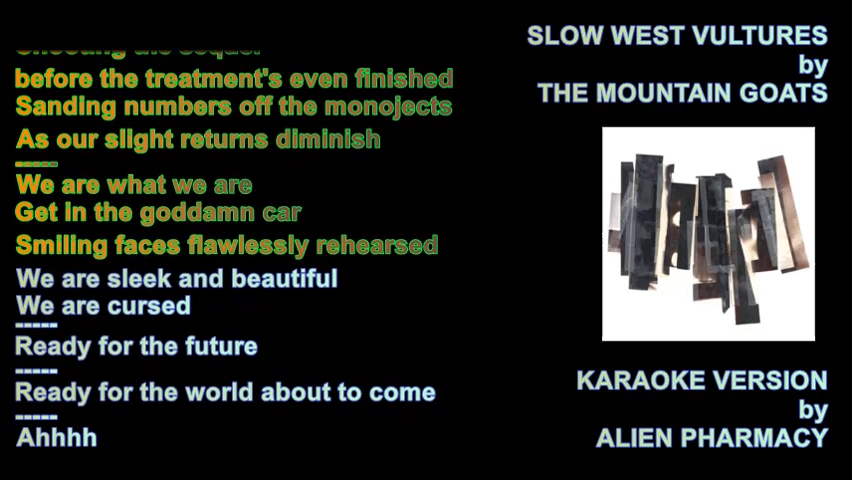 before the treatment's even finished
Sanding numbers off the monojects
As our slight returns diminish
-----
We are what we are
Get in the goddamn car
Smiling faces flawlessly rehearsed
We are sleek and beautiful
We are cursed
-----
Ready for the future
-----
Ready for the world about to come
-----
Ahhhh
SLOW WEST VULTURES
by
THE MOUNTAIN GOATS
KARAOKE VERSION
by
ALIEN PHARMACY